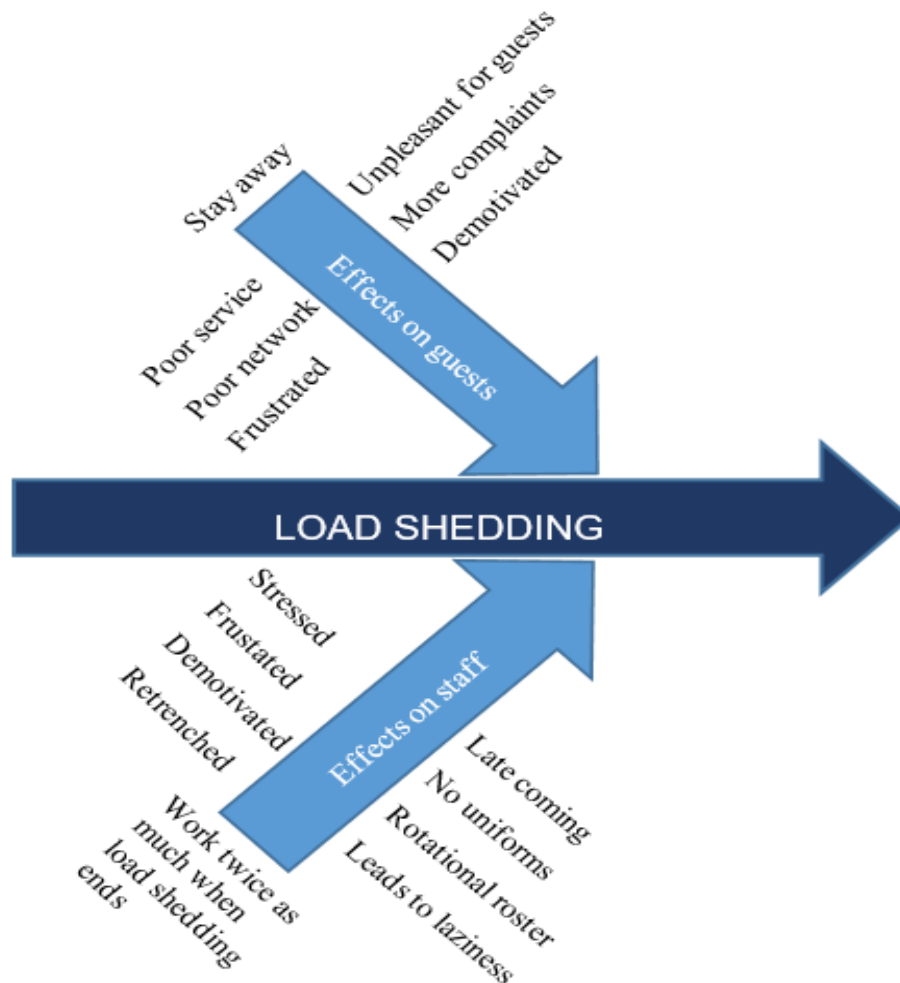 Stay away
Unpleasant for guests
More complaints
Demotivated
Effects on guests
Poor service
Poor network
Frustrated
LOAD SHEDDING
Stressed
Frustated
Demotivated
Retrenched
Work twice as
much when
load shedding
ends
Effects on staff
Late coming
No uniforms
Rotational roster
Leads to laziness